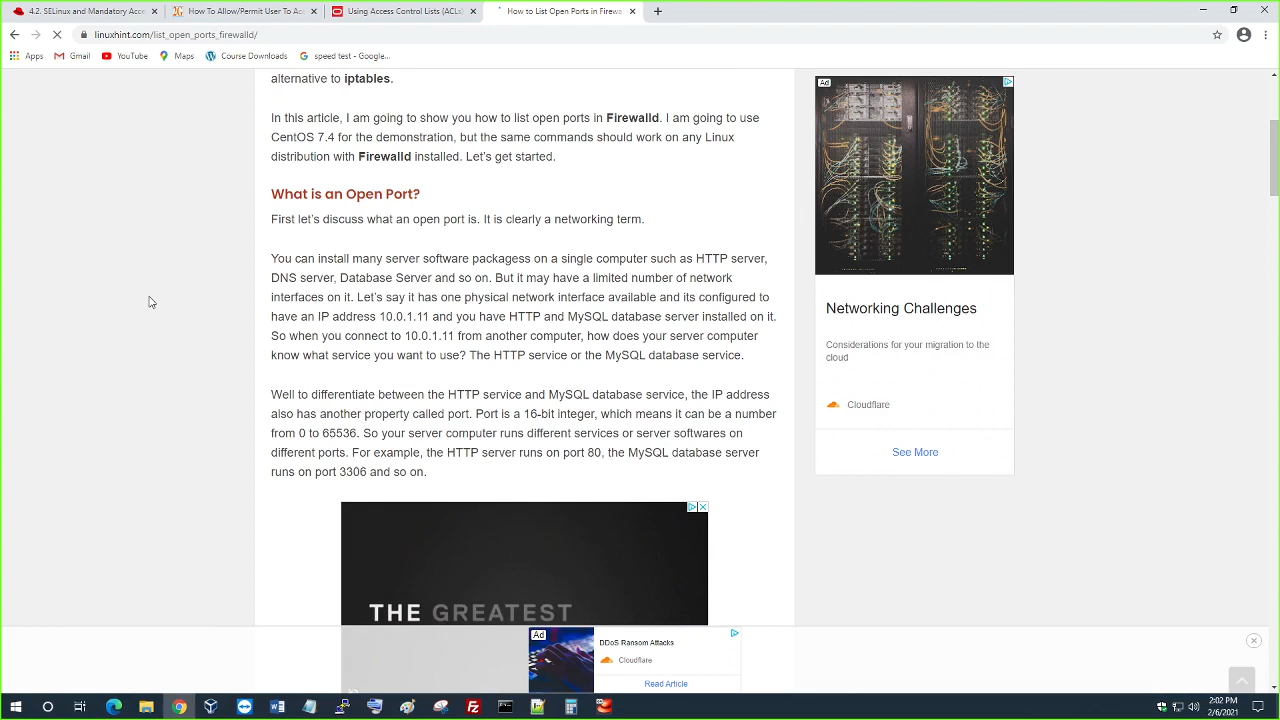 4.2. SELinux and Mandatory Acce
How To Allow/Permit User To Acce
Using Access Control Lists (ACLs)
How to List Open Ports in Firewa
linuxhint.com/list_open_ports_firewalld/
Apps
Gmail
YouTube
Maps
Course Downloads
speed test - Google...
alternative to iptables.
In this article, I am going to show you how to list open ports in Firewalld. I am going to use
CentOS 7.4 for the demonstration, but the same commands should work on any Linux
distribution with Firewalld installed. Let's get started.
What is an Open Port?
First let's discuss what an open port is. It is clearly a networking term.
You can install many server software packagess on a single computer such as HTTP server,
DNS server, Database Server and so on. But it may have a limited number of network
interfaces on it. Let's say it has one physical network interface available and its configured to
have an IP address 10.0.1.11 and you have HTTP and MySQL database server installed on it.
So when you connect to 10.0.1.11 from another computer, how does your server computer
know what service you want to use? The HTTP service or the MySQL database service.
Well to differentiate between the HTTP service and MySQL database service, the IP address
also has another property called port. Port is a 16-bit integer, which means it can be a number
from 0 to 65536. So your server computer runs different services or server softwares on
different ports. For example, the HTTP server runs on port 80, the MySQL database server
runs on port 3306 and so on.
THE GREATEST
Ad
Networking Challenges
Considerations for your migration to the
cloud
Cloudflare
See More
Ad
DDoS Ransom Attacks
Cloudflare
Read Article
2:02 PM
2/6/2021